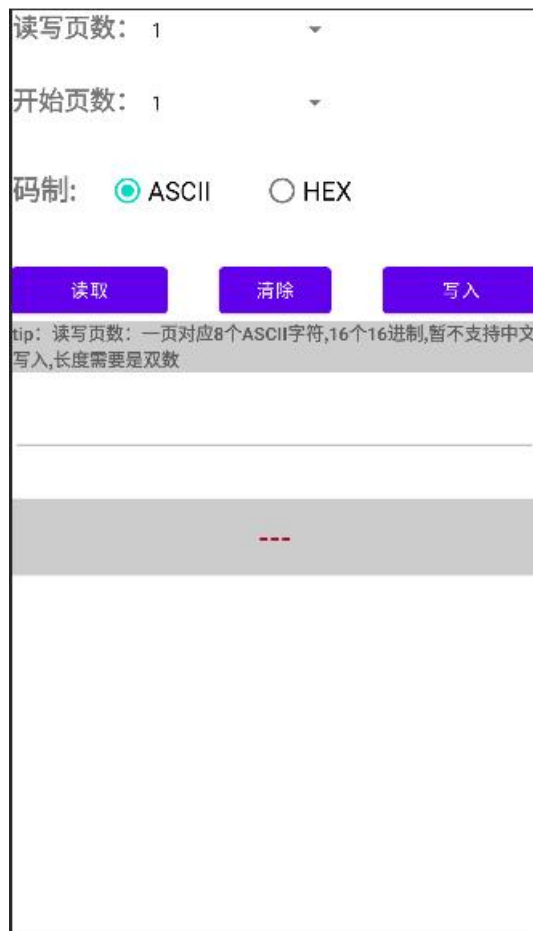 读写页数： 1
开始页数： 1
码制: ASCII HEX
读取 清除 写入
tip：读写页数：一页对应8个ASCII字符,16个16进制,暂不支持中文
写入,长度需要是双数
---